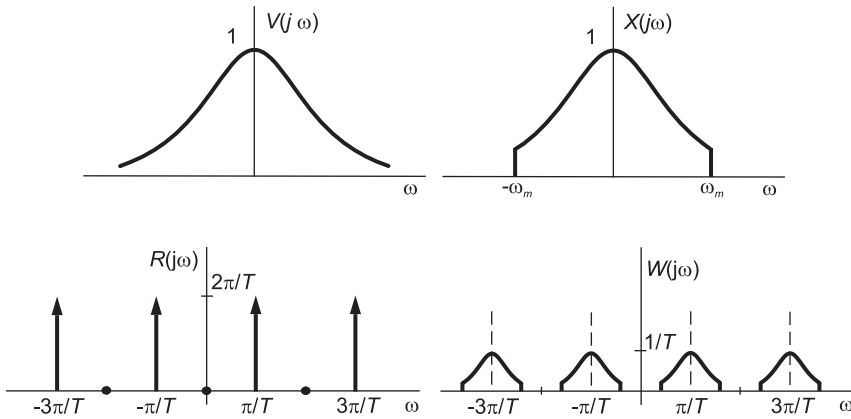 V(j ω)
1
ω
X(jω)
1
-ωₘ
ωₘ
ω
R(jω)
2π/T
-3π/T
-π/T
π/T
3π/T
ω
W(jω)
1/T
-3π/T
-π/T
π/T
3π/T
ω